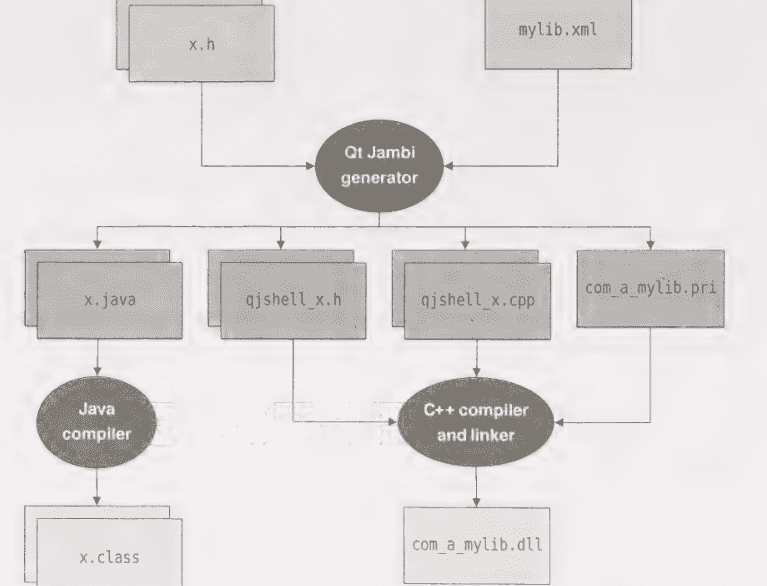 x.h
mylib.xml
Qt Jambi
generator
x.java
qjshell_x.h
qjshell_x.cpp
com_a_mylib.pri
Java
compiler
C++ compiler
and linker
x.class
com_a_mylib.dll